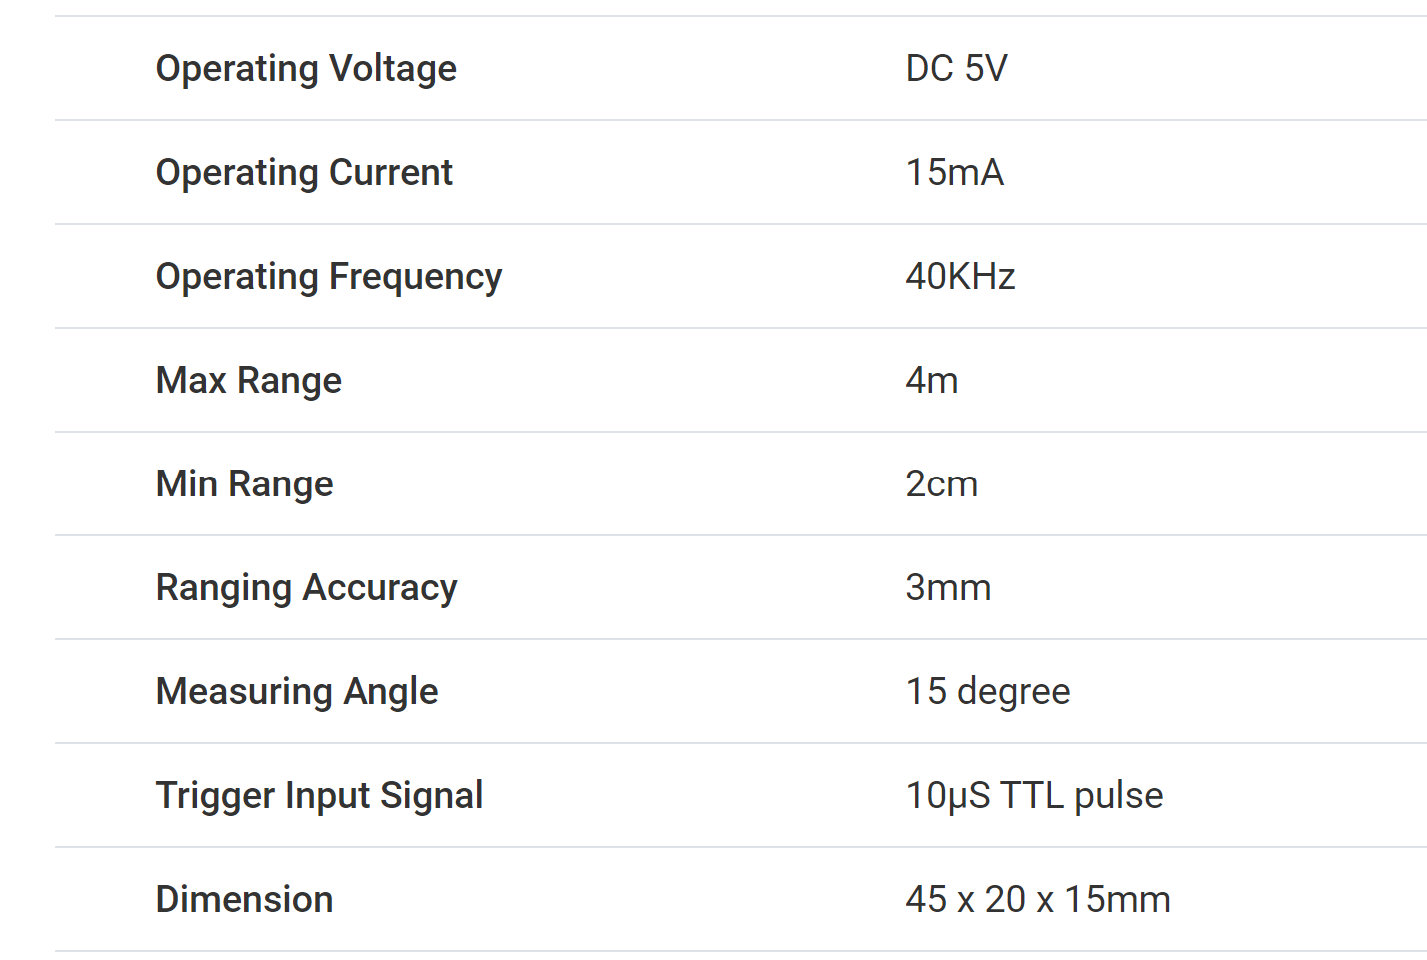 Operating Voltage DC 5V
Operating Current 15mA
Operating Frequency 40KHz
Max Range 4m
Min Range 2cm
Ranging Accuracy 3mm
Measuring Angle 15 degree
Trigger Input Signal 10µS TTL pulse
Dimension 45 x 20 x 15mm